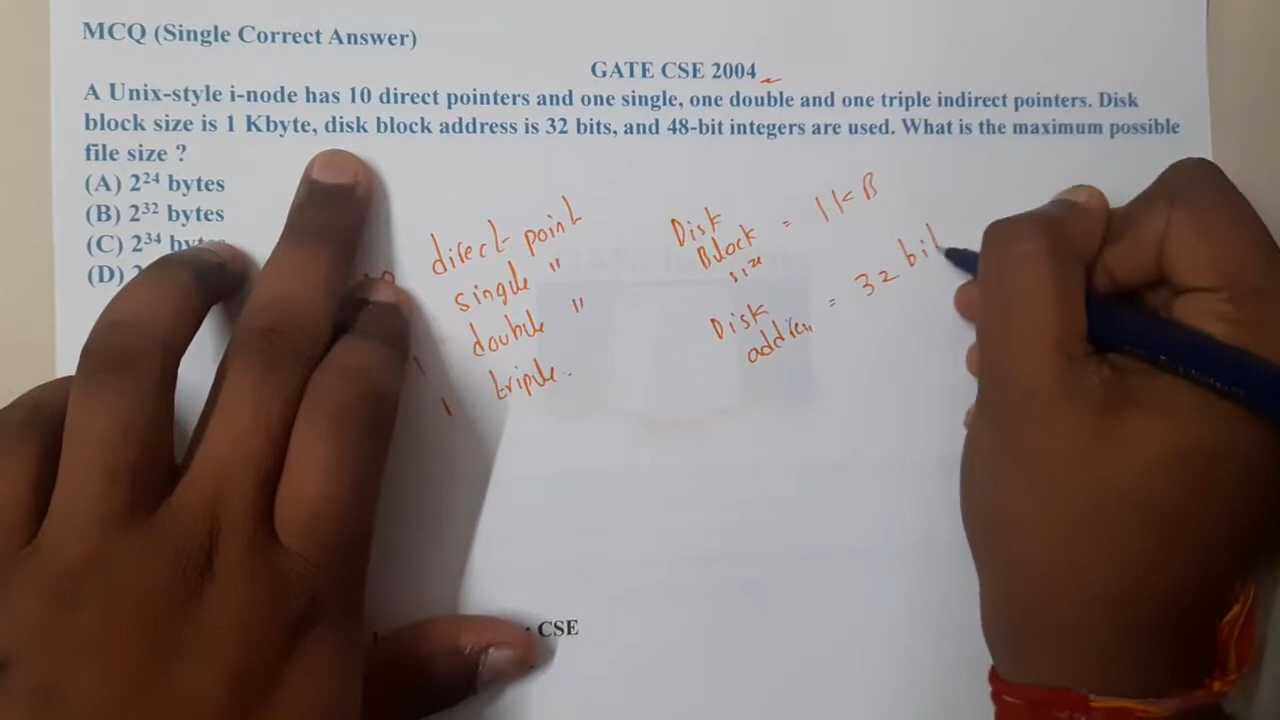 MCQ (Single Correct Answer)
GATE CSE 2004
A Unix-style i-node has 10 direct pointers and one single, one double and one triple indirect pointers. Disk
block size is 1 Kbyte, disk block address is 32 bits, and 48-bit integers are used. What is the maximum possible
file size ?
(A) 2²⁴ bytes
(B) 2³² bytes
(C) 2³⁴ bytes
(D) 2
direct point
single "
double "
1 triple.
Disk
Block
size
= 1KB
Disk
= 32 bit
CSE